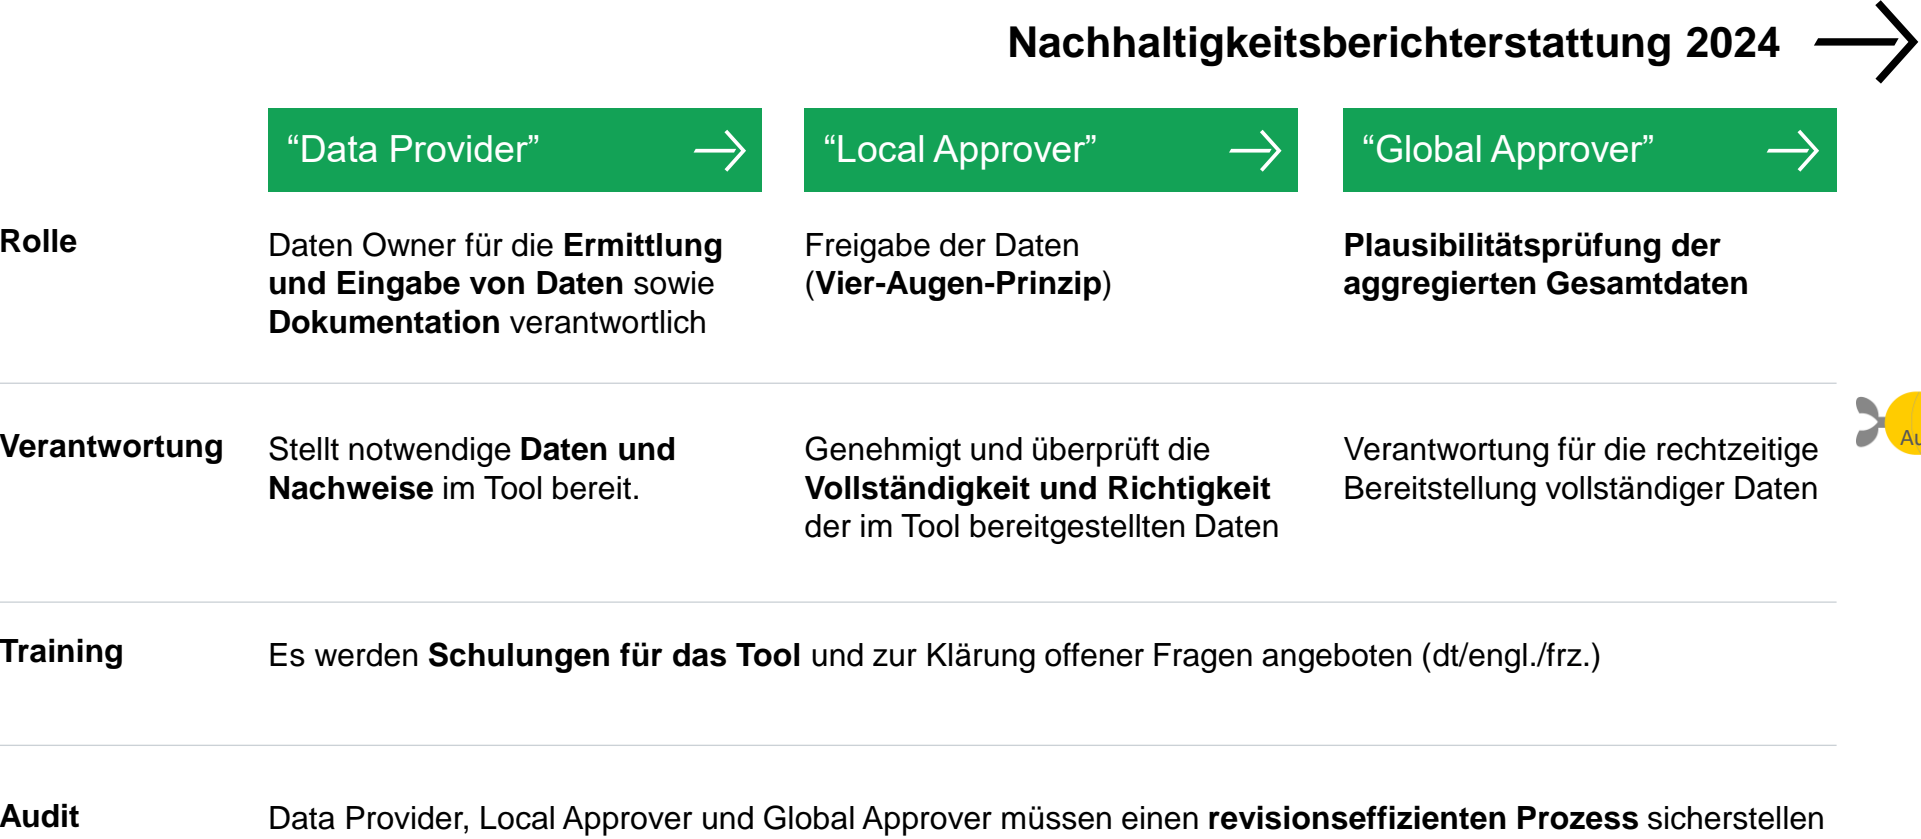 Nachhaltigkeitsberichterstattung 2024
“Data Provider”
“Local Approver”
“Global Approver”
Rolle
Daten Owner für die Ermittlung
und Eingabe von Daten sowie
Dokumentation verantwortlich
Freigabe der Daten
(Vier-Augen-Prinzip)
Plausibilitätsprüfung der
aggregierten Gesamtdaten
Verantwortung
Stellt notwendige Daten und
Nachweise im Tool bereit.
Genehmigt und überprüft die
Vollständigkeit und Richtigkeit
der im Tool bereitgestellten Daten
Verantwortung für die rechtzeitige
Bereitstellung vollständiger Daten
Training
Es werden Schulungen für das Tool und zur Klärung offener Fragen angeboten (dt/engl./frz.)
Audit
Data Provider, Local Approver und Global Approver müssen einen revisionseffizienten Prozess sicherstellen